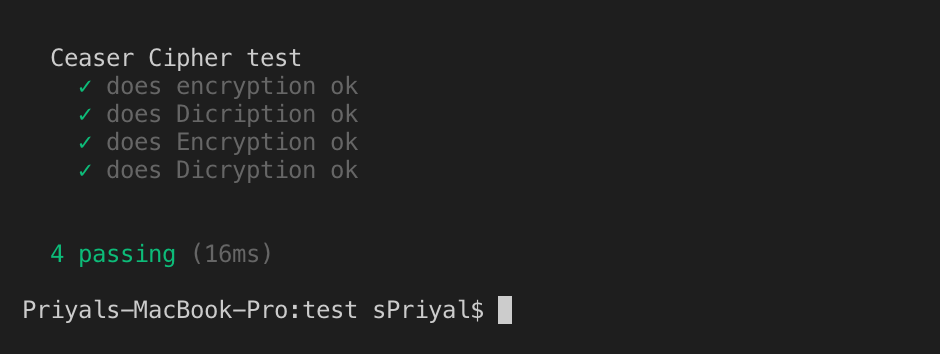 Ceaser Cipher test
✓ does encryption ok
✓ does Dicription ok
✓ does Encryption ok
✓ does Dicryption ok
4 passing (16ms)
Priyals-MacBook-Pro:test sPriyal$